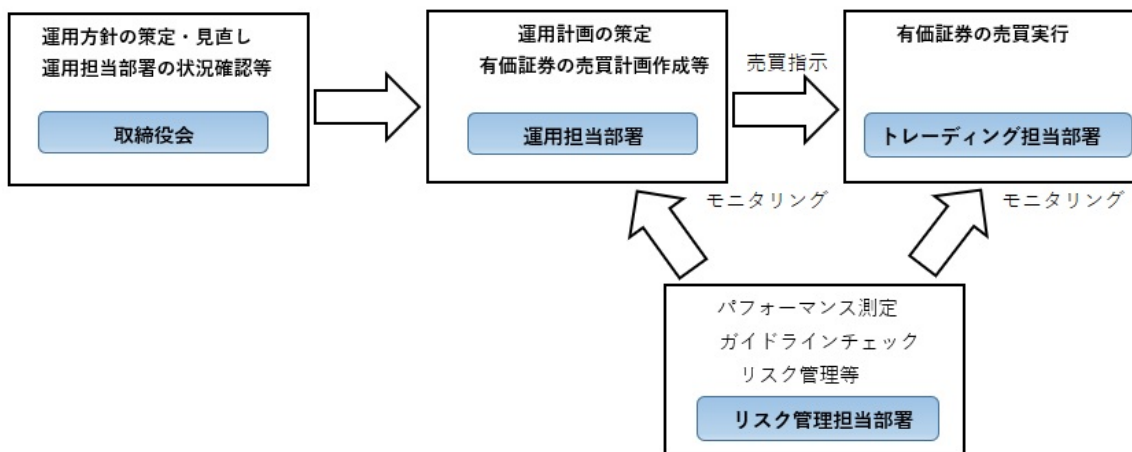 運用方針の策定・見直し
運用担当部署の状況確認等
取締役会
運用計画の策定
有価証券の売買計画作成等
運用担当部署
売買指示
有価証券の売買実行
トレーディング担当部署
モニタリング
モニタリング
パフォーマンス測定
ガイドラインチェック
リスク管理等
リスク管理担当部署